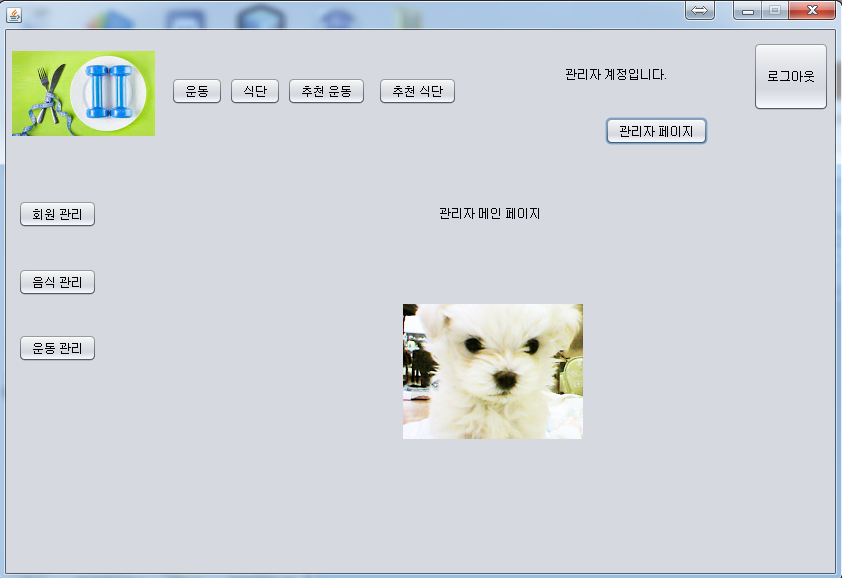 관리자 계정입니다.
로그아웃
운동
식단
추천 운동
추천 식단
관리자 페이지
회원 관리
관리자 메인 페이지
음식 관리
운동 관리